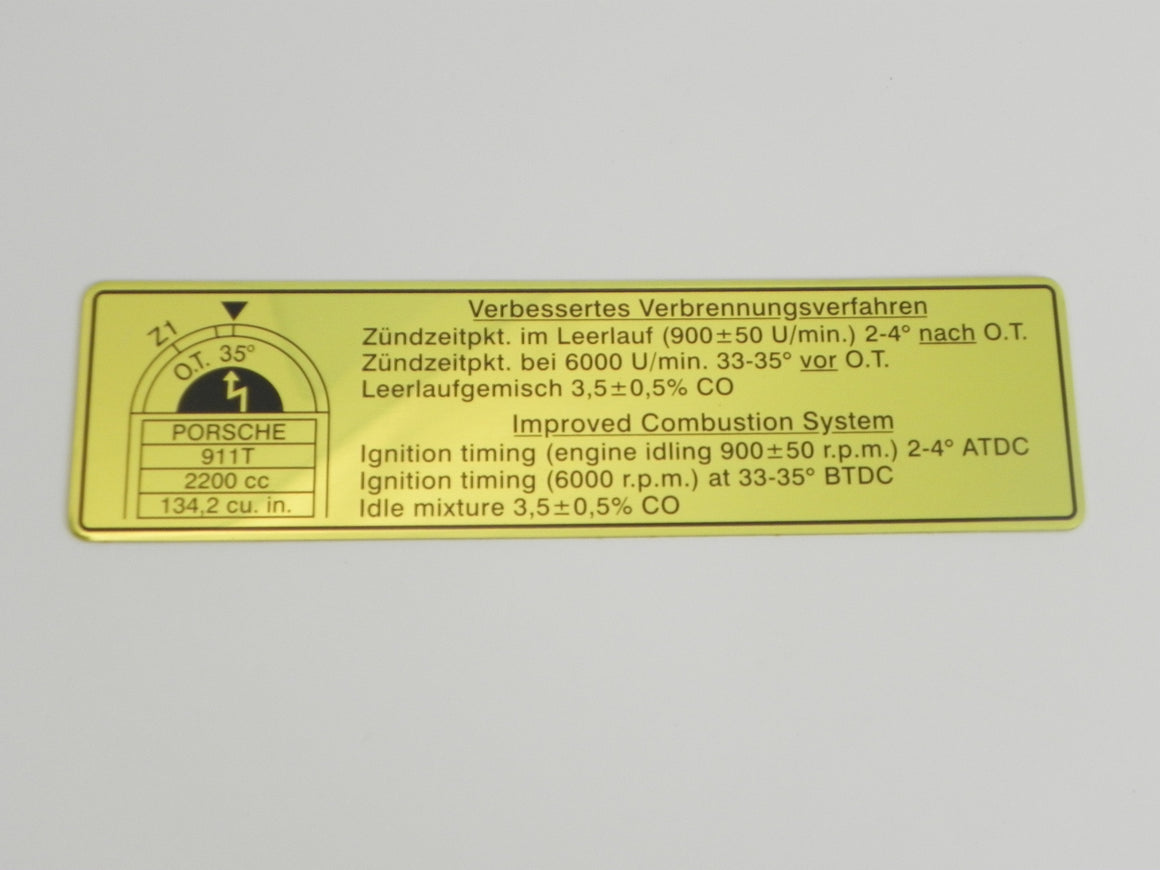 Z1
O.T. 35°
PORSCHE
911T
2200 cc
134,2 cu. in.
Verbessertes Verbrennungsverfahren
Zündzeitpkt. im Leerlauf (900±50 U/min.) 2-4° nach O.T.
Zündzeitpkt. bei 6000 U/min. 33-35° vor O.T.
Leerlaufgemisch 3,5±0,5% CO
Improved Combustion System
Ignition timing (engine idling 900±50 r.p.m.) 2-4° ATDC
Ignition timing (6000 r.p.m.) at 33-35° BTDC
Idle mixture 3,5±0,5% CO